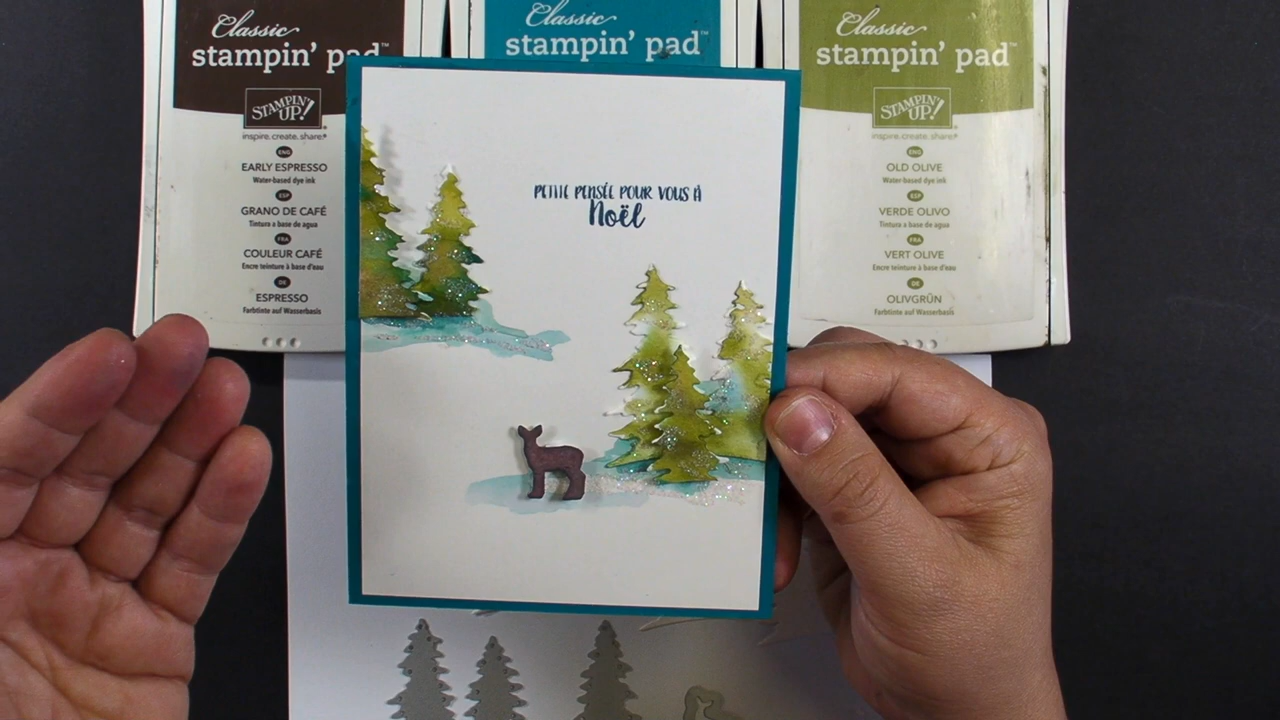 Classic
stampin' pad™
STAMPIN' UP!®
inspire.create.share.®
ENG
EARLY ESPRESSO
Water-based dye ink
ESP
GRANO DE CAFÉ
Tintura a base de agua
FRA
COULEUR CAFÉ
Encre teinture à base d'eau
DE
ESPRESSO
Farbtinte auf Wasserbasis
Classic
stampin' pad™
PETITE PENSÉE POUR VOUS À
Noël
Classic
stampin' pad™
STAMPIN' UP!®
inspire.create.share.®
ENG
OLD OLIVE
Water-based dye ink
ESP
VERDE OLIVO
Tintura a base de agua
FRA
VERT OLIVE
Encre teinture à base d'eau
DE
OLIVGRÜN
Farbtinte auf Wasserbasis